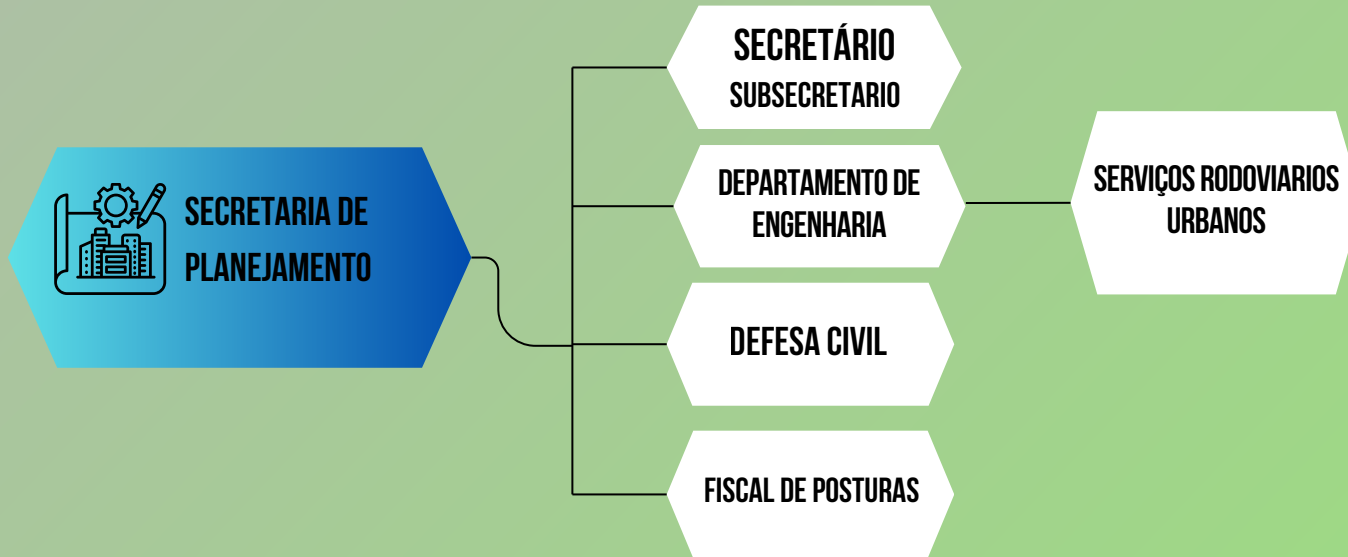 SECRETARIA DE
PLANEJAMENTO
SECRETÁRIO
SUBSECRETARIO
DEPARTAMENTO DE
ENGENHARIA
SERVIÇOS RODOVIARIOS
URBANOS
DEFESA CIVIL
FISCAL DE POSTURAS